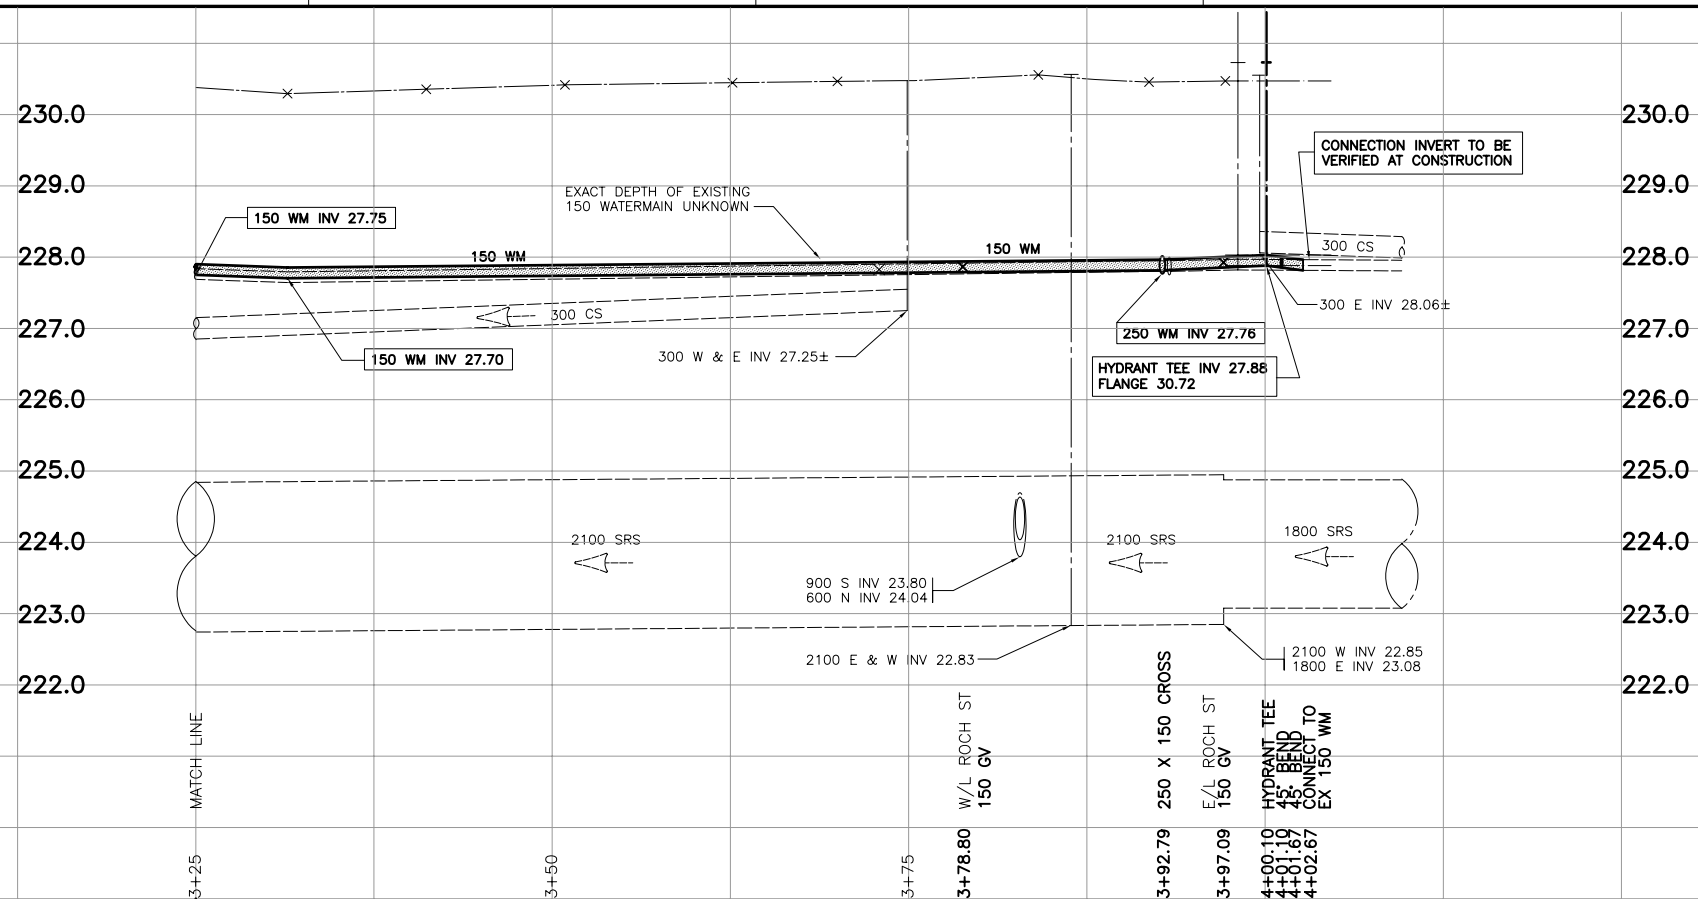 230.0
230.0
CONNECTION INVERT TO BE
VERIFIED AT CONSTRUCTION
229.0
EXACT DEPTH OF EXISTING
150 WATERMAIN UNKNOWN
229.0
150 WM INV 27.75
228.0
150 WM
150 WM
300 CS
228.0
300 E INV 28.06±
227.0
300 CS
250 WM INV 27.76
227.0
150 WM INV 27.70
300 W & E INV 27.25±
HYDRANT TEE INV 27.88
FLANGE 30.72
226.0
226.0
225.0
225.0
224.0
2100 SRS
2100 SRS
1800 SRS
224.0
900 S INV 23.80
600 N INV 24.04
223.0
223.0
2100 E & W INV 22.83
2100 W INV 22.85
1800 E INV 23.08
222.0
222.0
MATCH LINE
3+25
3+50
3+75
3+78.80 W/L ROCH ST
150 GV
3+92.79 250 X 150 CROSS
3+97.09 E/L ROCH ST
150 GV
4+00.10 HYDRANT TEE
4+01.10 45° BEND
4+01.67 45° BEND
4+02.67 CONNECT TO
EX 150 WM